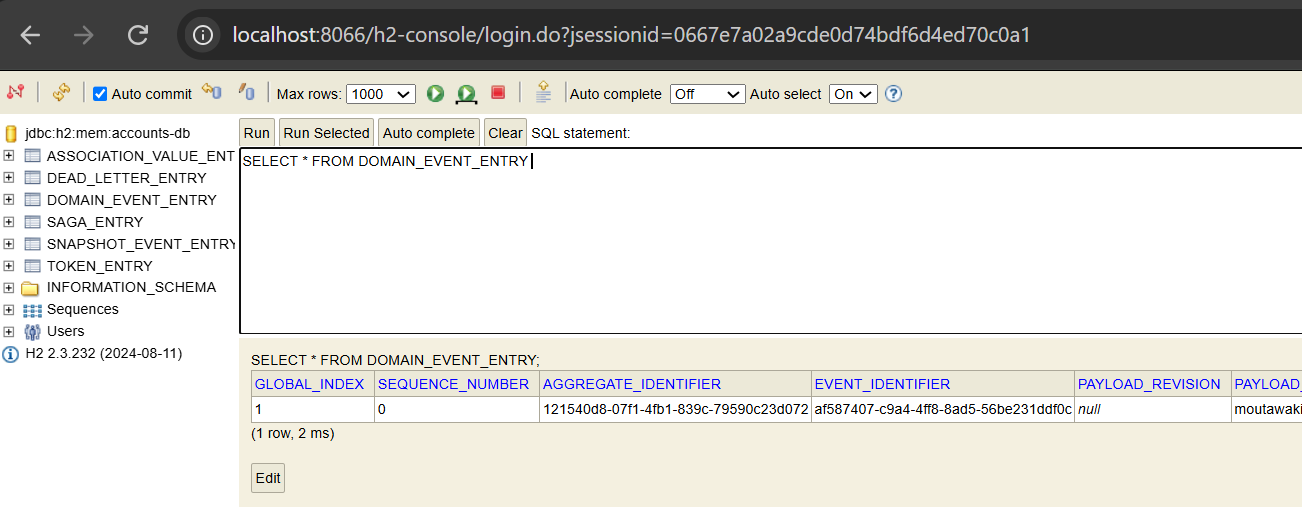 localhost:8066/h2-console/login.do?jsessionid=0667e7a02a9cde0d74bdf6d4ed70c0a1
Auto commit Max rows: 1000 Auto complete Off Auto select On ?
jdbc:h2:mem:accounts-db
ASSOCIATION_VALUE_ENT
DEAD_LETTER_ENTRY
DOMAIN_EVENT_ENTRY
SAGA_ENTRY
SNAPSHOT_EVENT_ENTRY
TOKEN_ENTRY
INFORMATION_SCHEMA
Sequences
Users
H2 2.3.232 (2024-08-11)
Run Run Selected Auto complete Clear SQL statement:
SELECT * FROM DOMAIN_EVENT_ENTRY
SELECT * FROM DOMAIN_EVENT_ENTRY;
GLOBAL_INDEX SEQUENCE_NUMBER AGGREGATE_IDENTIFIER EVENT_IDENTIFIER PAYLOAD_REVISION PAYLOAD_
1 0 121540d8-07f1-4fb1-839c-79590c23d072 af587407-c9a4-4ff8-8ad5-56be231ddf0c null moutawaki
(1 row, 2 ms)
Edit